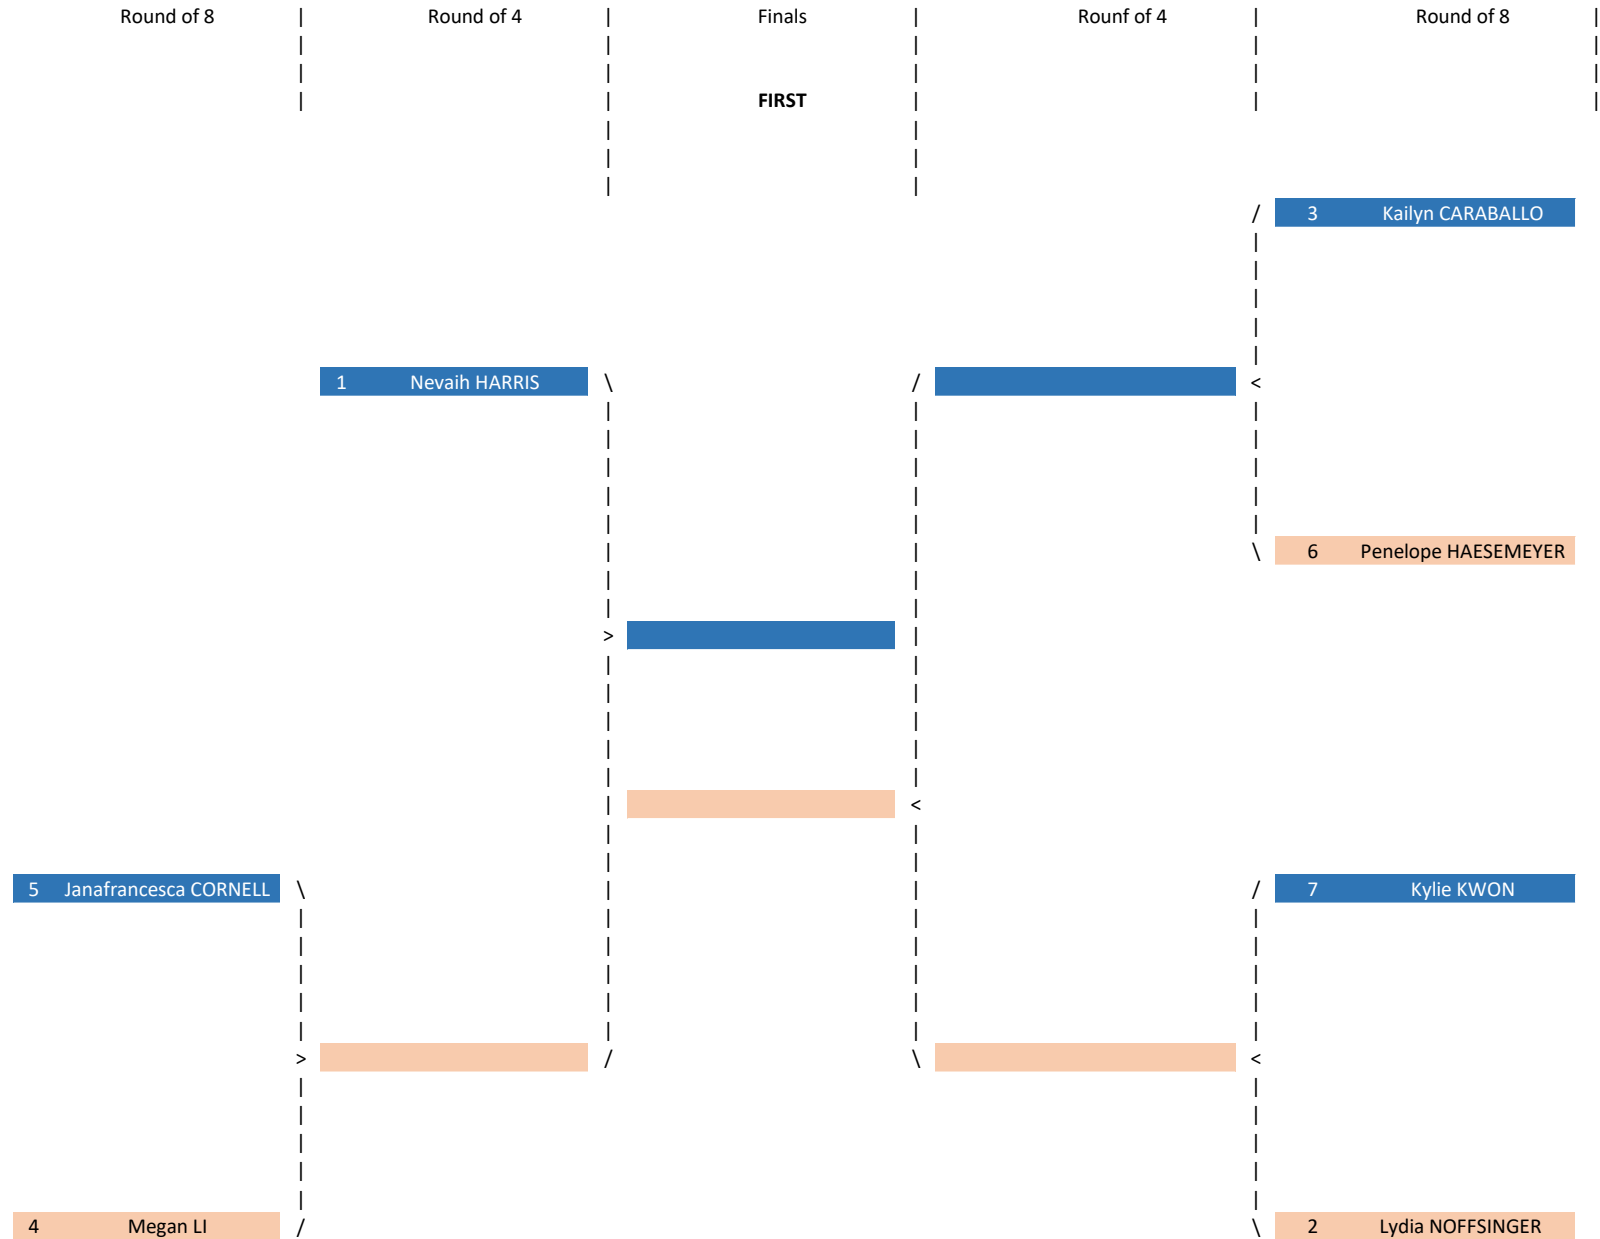 Round of 8 | Round of 4 | Finals | Rounf of 4 | Round of 8 |
FIRST
3 Kailyn CARABALLO
1 Nevaih HARRIS
6 Penelope HAESEMEYER
5 Janafrancesca CORNELL
7 Kylie KWON
4 Megan LI
2 Lydia NOFFSINGER